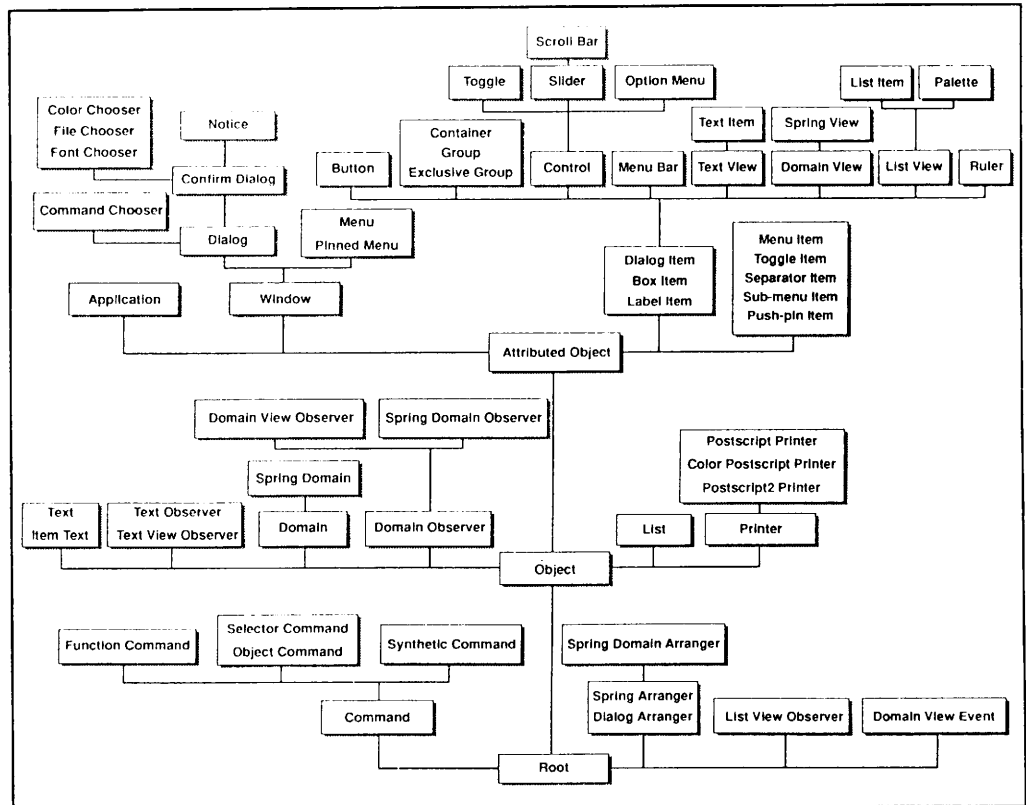 Scroll Bar
Toggle
Slider
Option Menu
List Item
Palette
Color Chooser
File Chooser
Font Chooser
Notice
Container
Group
Exclusive Group
Text Item
Spring View
Button
Control
Menu Bar
Text View
Domain View
List View
Ruler
Confirm Dialog
Command Chooser
Dialog
Menu
Pinned Menu
Dialog Item
Box Item
Label Item
Menu Item
Toggle Item
Separator Item
Sub-menu Item
Push-pin Item
Application
Window
Attributed Object
Domain View Observer
Spring Domain Observer
Postscript Printer
Color Postscript Printer
Postscript2 Printer
Spring Domain
Text
Item Text
Text Observer
Text View Observer
Domain
Domain Observer
List
Printer
Object
Function Command
Selector Command
Object Command
Synthetic Command
Spring Domain Arranger
Spring Arranger
Dialog Arranger
Command
List View Observer
Domain View Event
Root